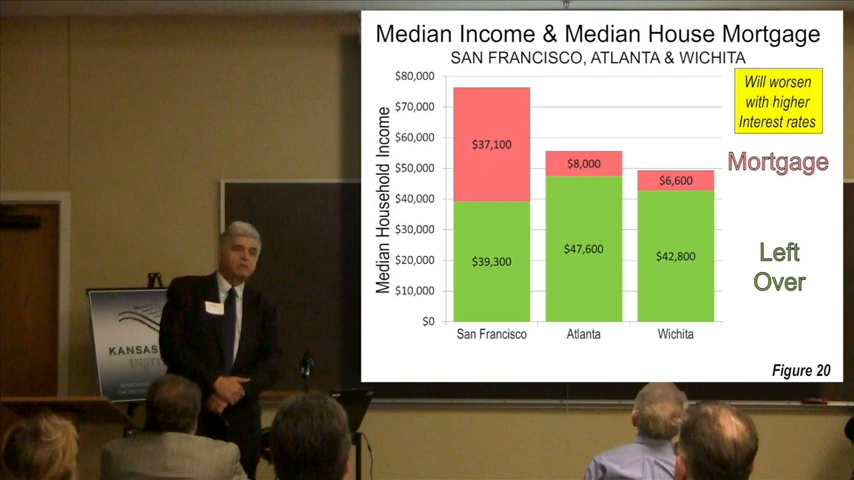 Median Income & Median House Mortgage
SAN FRANCISCO, ATLANTA & WICHITA
$80,000
$70,000
$60,000
$50,000
$40,000
$30,000
$20,000
$10,000
$0
Median Household Income
$37,100
$39,300
$8,000
$47,600
$6,600
$42,800
San Francisco
Atlanta
Wichita
Will worsen
with higher
Interest rates
Mortgage
Left
Over
Figure 20
KANSAS
INSTI